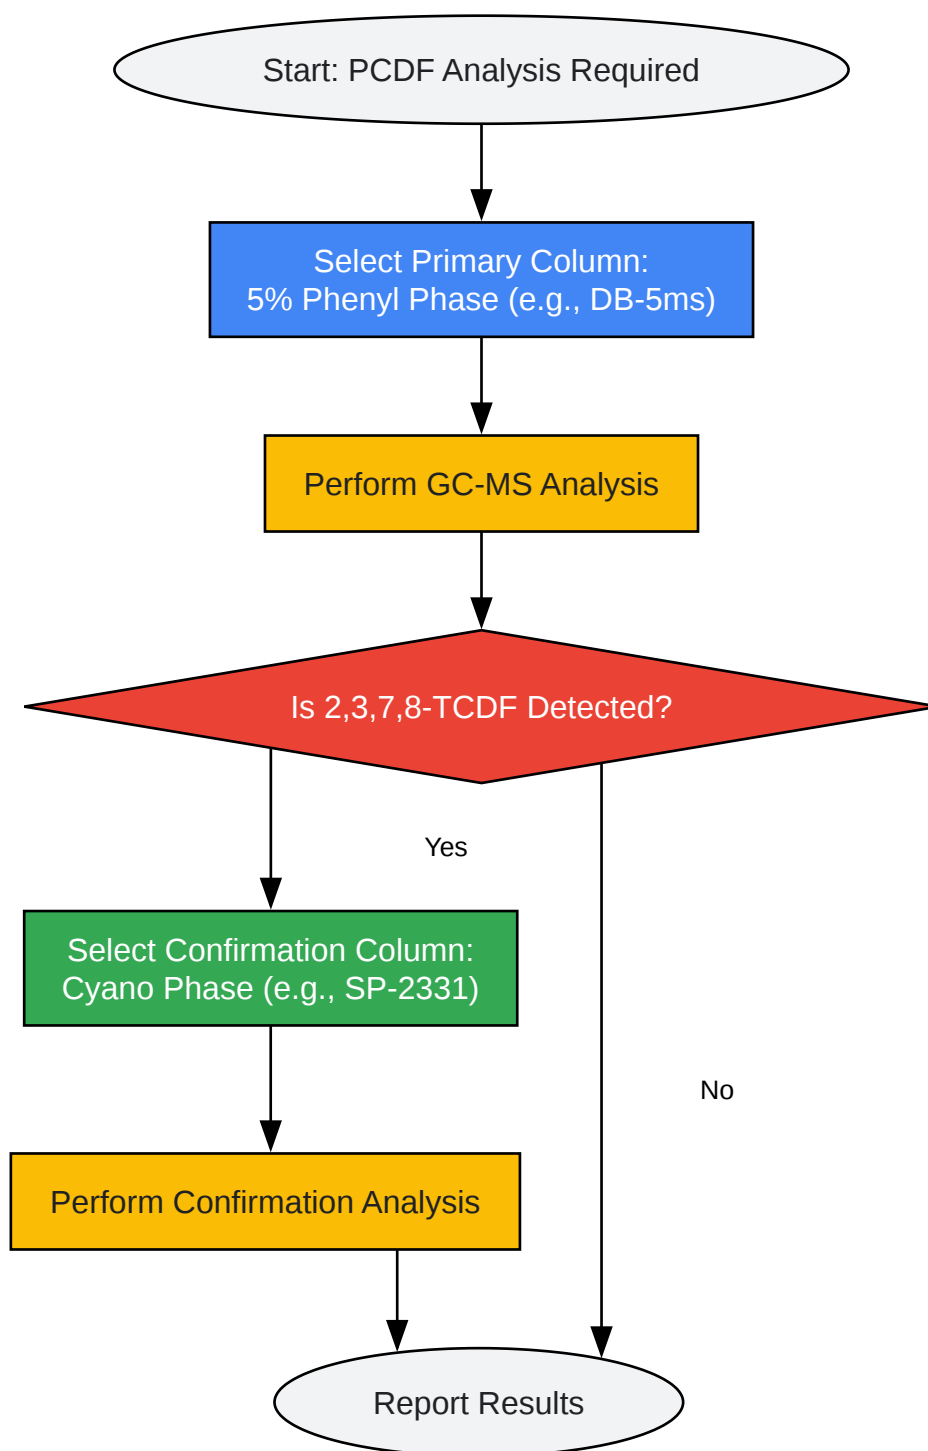 Start: PCDF Analysis Required
Select Primary Column:
5% Phenyl Phase (e.g., DB-5ms)
Perform GC-MS Analysis
Is 2,3,7,8-TCDF Detected?
Yes
Select Confirmation Column:
Cyano Phase (e.g., SP-2331)
No
Perform Confirmation Analysis
Report Results